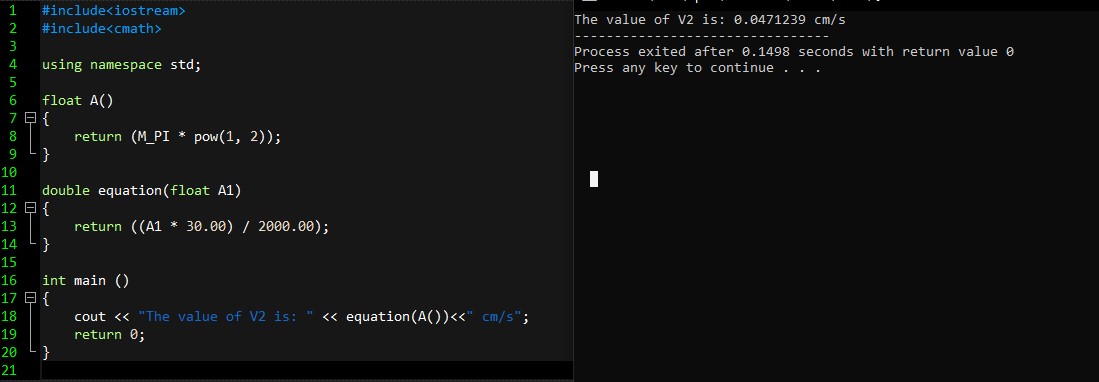 1 #include<iostream>
2 #include<cmath>
3
4 using namespace std;
5
6 float A()
7 {
8 return (M_PI * pow(1, 2));
9 }
10
11 double equation(float A1)
12 {
13 return ((A1 * 30.00) / 2000.00);
14 }
15
16 int main ()
17 {
18 cout << "The value of V2 is: " << equation(A())<<" cm/s";
19 return 0;
20 }
21
The value of V2 is: 0.0471239 cm/s
--------------------------------
Process exited after 0.1498 seconds with return value 0
Press any key to continue . . .